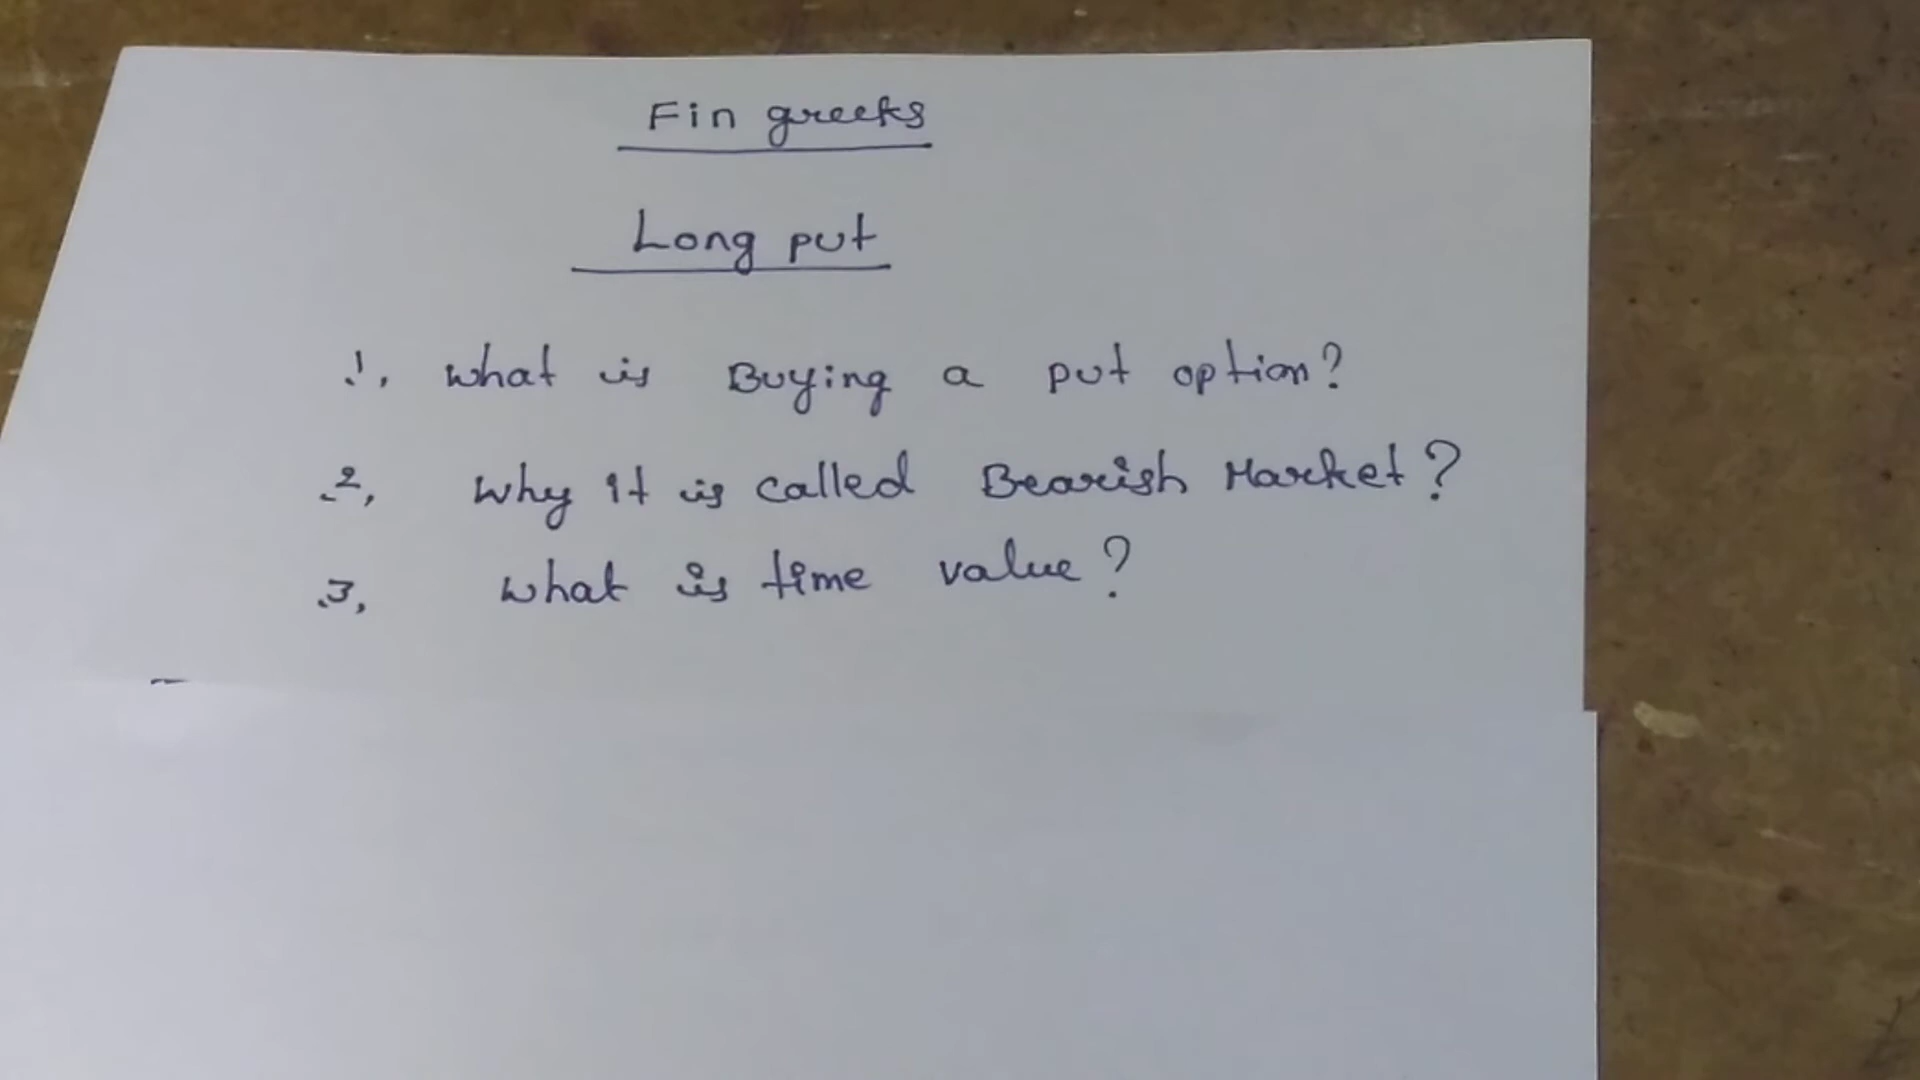 Fin greeks
Long put
1, What is Buying a put option?
2, Why it is called Bearish Market?
3, What is time value?